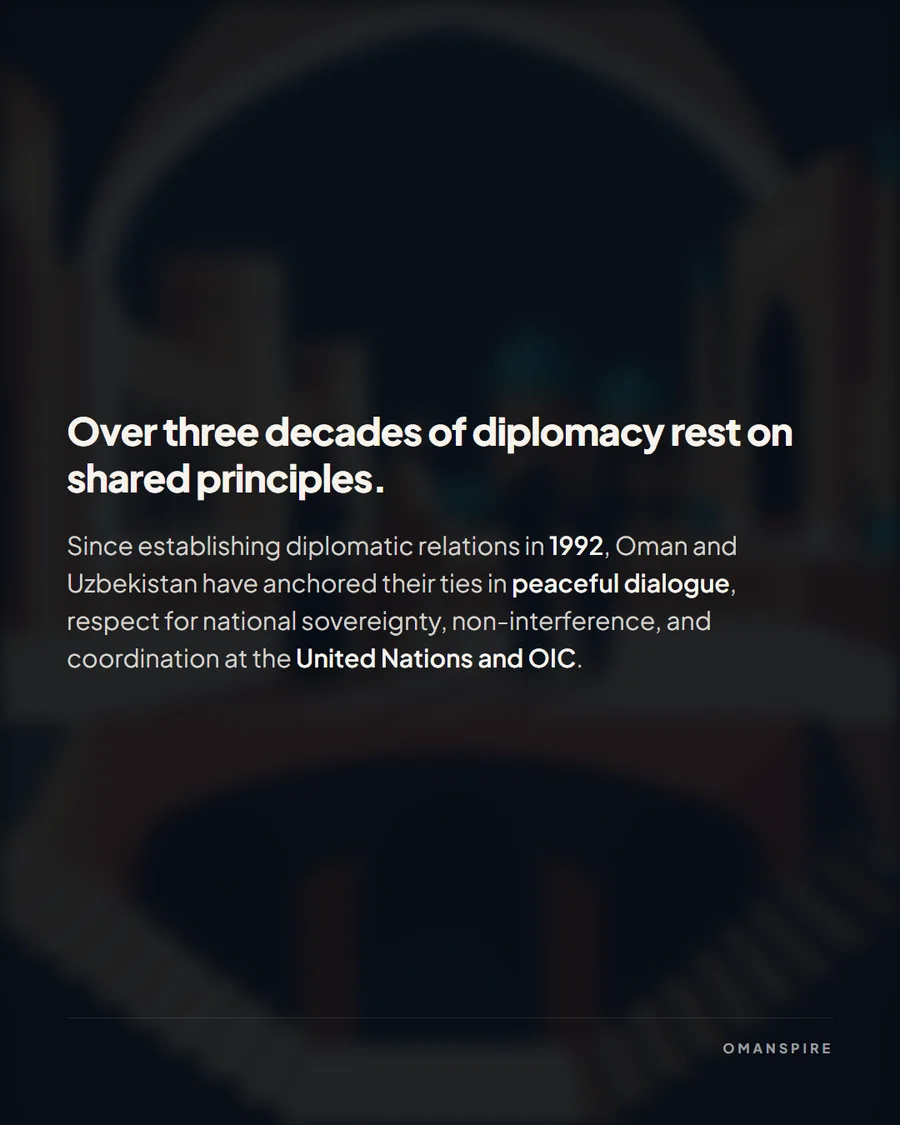 Over three decades of diplomacy rest on
shared principles.
Since establishing diplomatic relations in 1992, Oman and
Uzbekistan have anchored their ties in peaceful dialogue,
respect for national sovereignty, non-interference, and
coordination at the United Nations and OIC.
OMANSPIRE